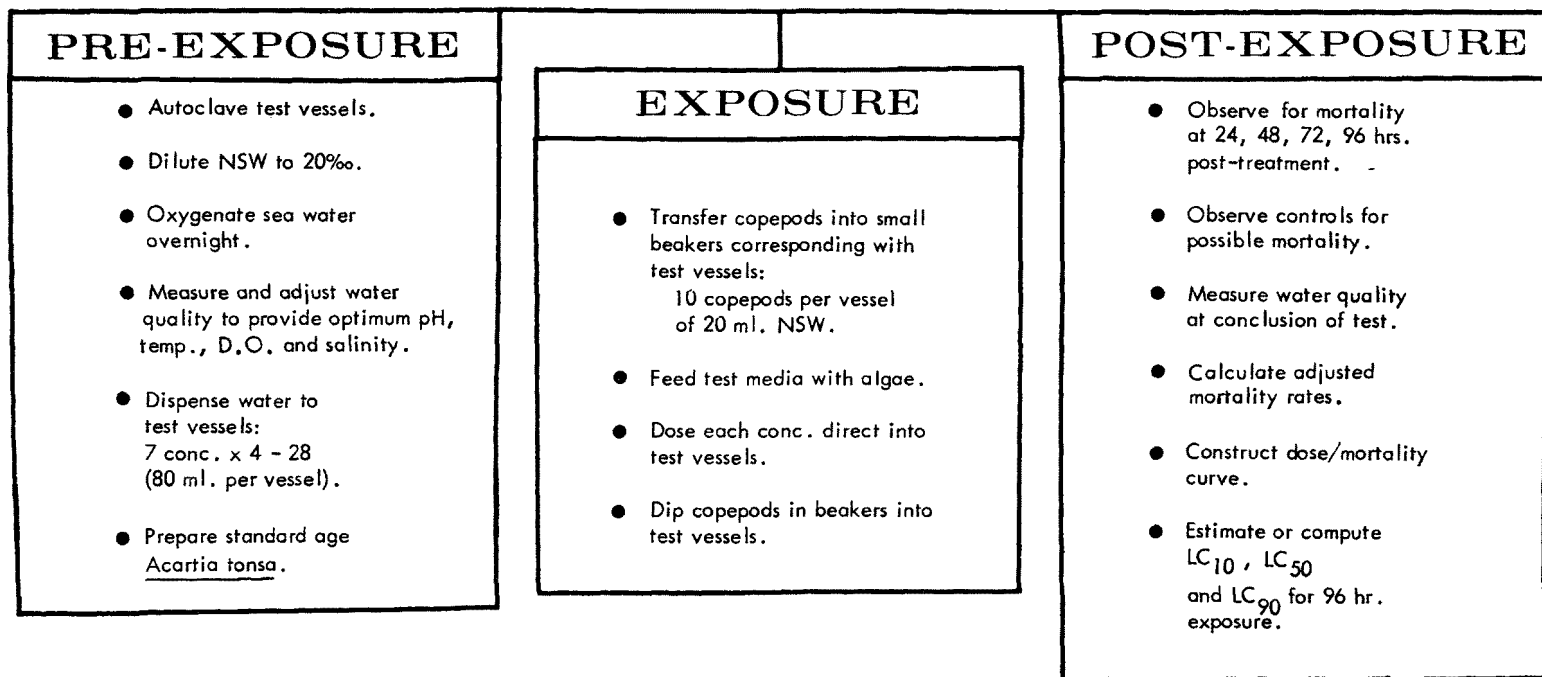 PRE-EXPOSURE
● Autoclave test vessels.
● Dilute NSW to 20‰.
● Oxygenate sea water
overnight.
● Measure and adjust water
quality to provide optimum pH,
temp., D.O. and salinity.
● Dispense water to
test vessels:
7 conc. x 4 - 28
(80 ml. per vessel).
● Prepare standard age
Acartia tonsa.
EXPOSURE
● Transfer copepods into small
beakers corresponding with
test vessels:
10 copepods per vessel
of 20 ml. NSW.
● Feed test media with algae.
● Dose each conc. direct into
test vessels.
● Dip copepods in beakers into
test vessels.
POST-EXPOSURE
● Observe for mortality
at 24, 48, 72, 96 hrs.
post-treatment.
● Observe controls for
possible mortality.
● Measure water quality
at conclusion of test.
● Calculate adjusted
mortality rates.
● Construct dose/mortality
curve.
● Estimate or compute
LC10, LC50
and LC90 for 96 hr.
exposure.